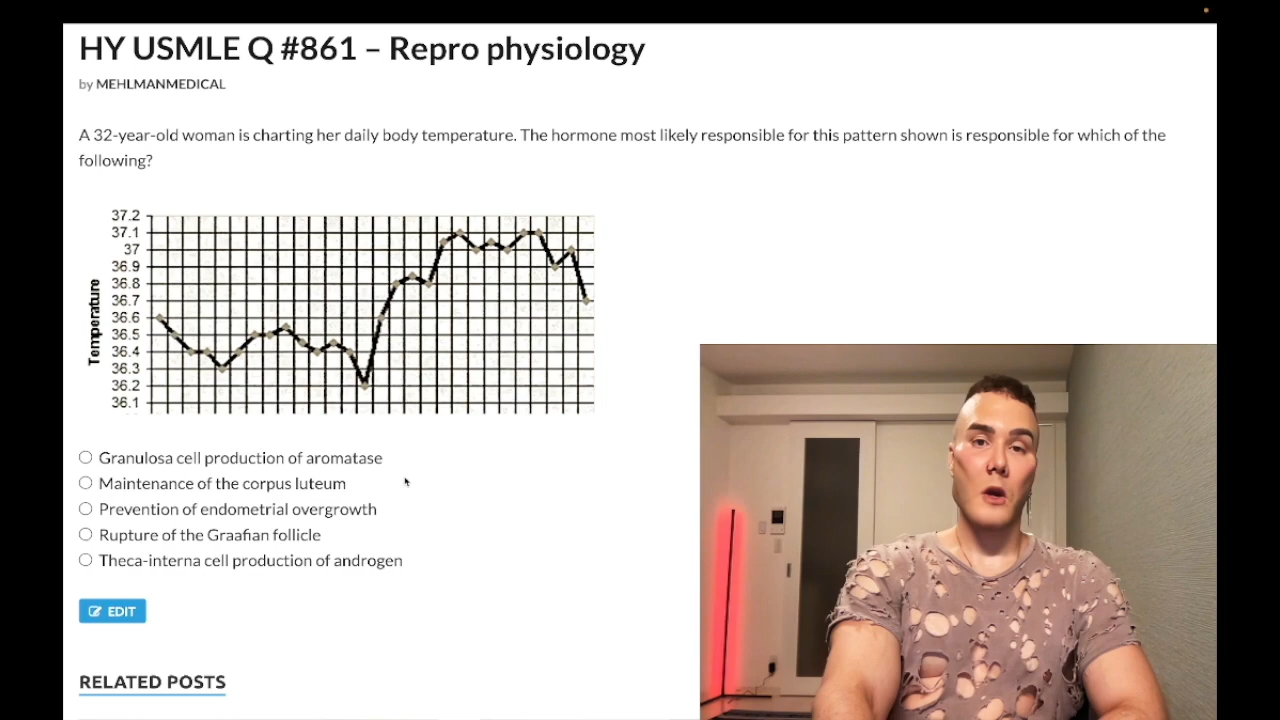 HY USMLE Q #861 – Repro physiology
by MEHLMANMEDICAL
A 32-year-old woman is charting her daily body temperature. The hormone most likely responsible for this pattern shown is responsible for which of the
following?
37.2
37.1
37
36.9
36.8
36.7
36.6
36.5
36.4
36.3
36.2
36.1
Temperature
Granulosa cell production of aromatase
Maintenance of the corpus luteum
Prevention of endometrial overgrowth
Rupture of the Graafian follicle
Theca-interna cell production of androgen
EDIT
RELATED POSTS